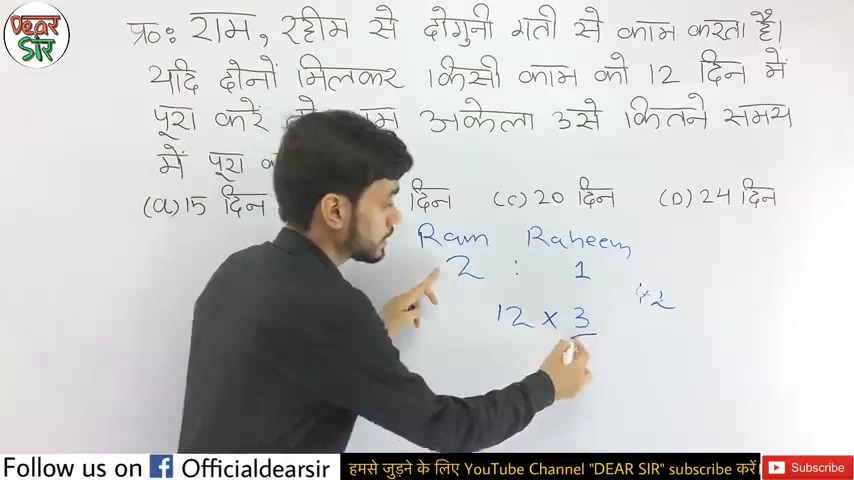 DEAR SIR
प्र०: राम, रहीम से दोगुनी गती से काम करता है।
यदि दोनों मिलकर किसी काम को 12 दिन में
पूरा करें अकेला उसे कितने समय
में पूरा
(a) 15 दिन दिन (C) 20 दिन (D) 24 दिन
Ram Raheem
2 : 1
12 x 3
Follow us on f Officialdearsir
हमसे जुड़ने के लिए YouTube Channel "DEAR SIR" subscribe करें।
Subscribe